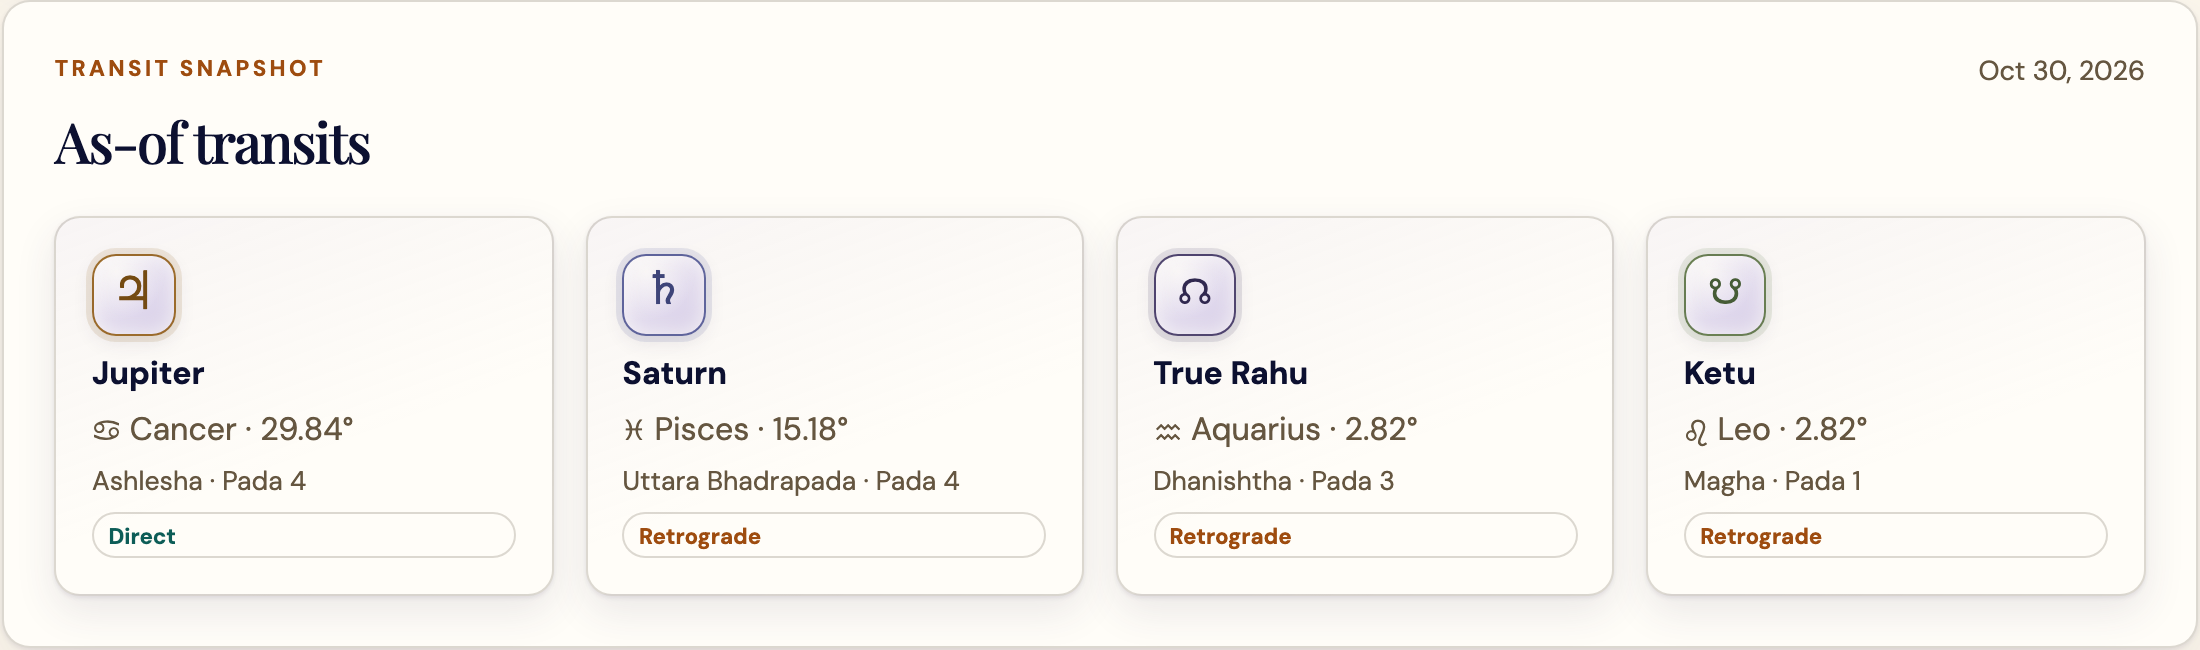 TRANSIT SNAPSHOT
Oct 30, 2026
As-of transits
♃
Jupiter
♋ Cancer · 29.84°
Ashlesha · Pada 4
Direct
♄
Saturn
♓ Pisces · 15.18°
Uttara Bhadrapada · Pada 4
Retrograde
☊
True Rahu
♒ Aquarius · 2.82°
Dhanishtha · Pada 3
Retrograde
☋
Ketu
♌ Leo · 2.82°
Magha · Pada 1
Retrograde